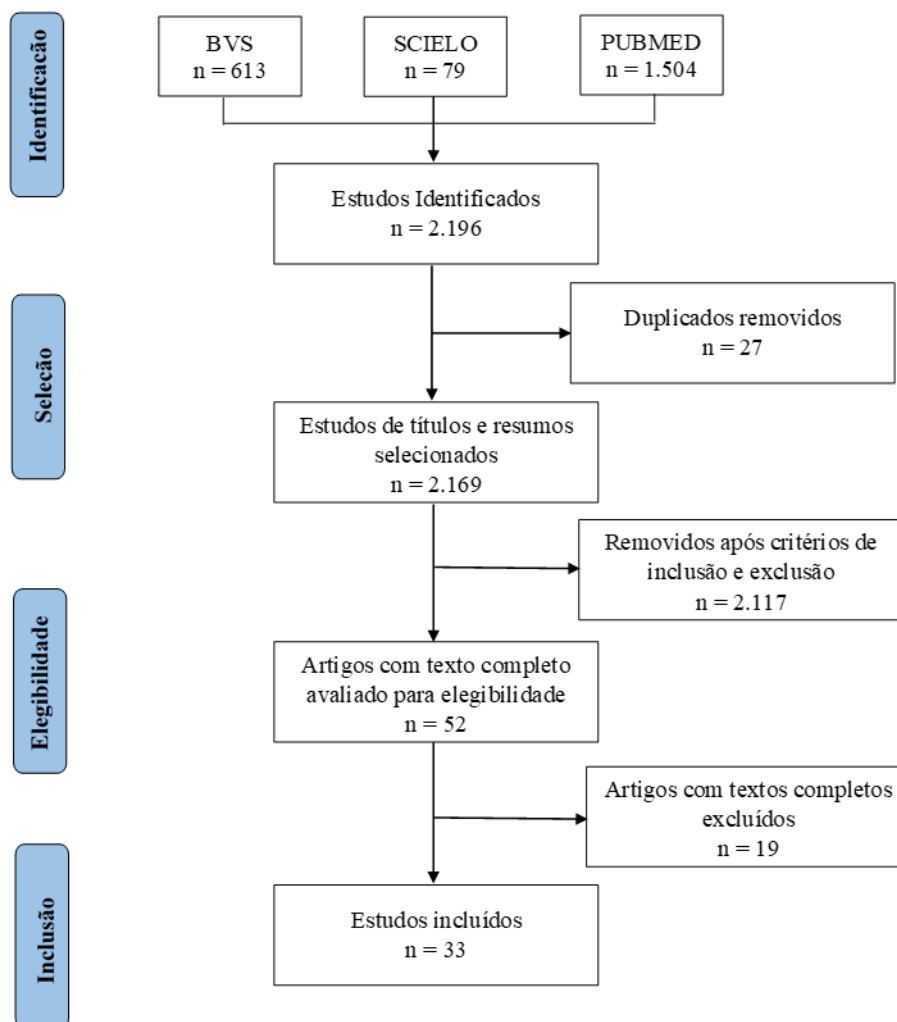 Identificação
BVS
n = 613
SCIELO
n = 79
PUBMED
n = 1.504
Estudos Identificados
n = 2.196
Seleção
Duplicados removidos
n = 27
Estudos de títulos e resumos
selecionados
n = 2.169
Removidos após critérios de
inclusão e exclusão
n = 2.117
Elegibilidade
Artigos com texto completo
avaliado para elegibilidade
n = 52
Artigos com textos completos
excluídos
n = 19
Inclusão
Estudos incluídos
n = 33